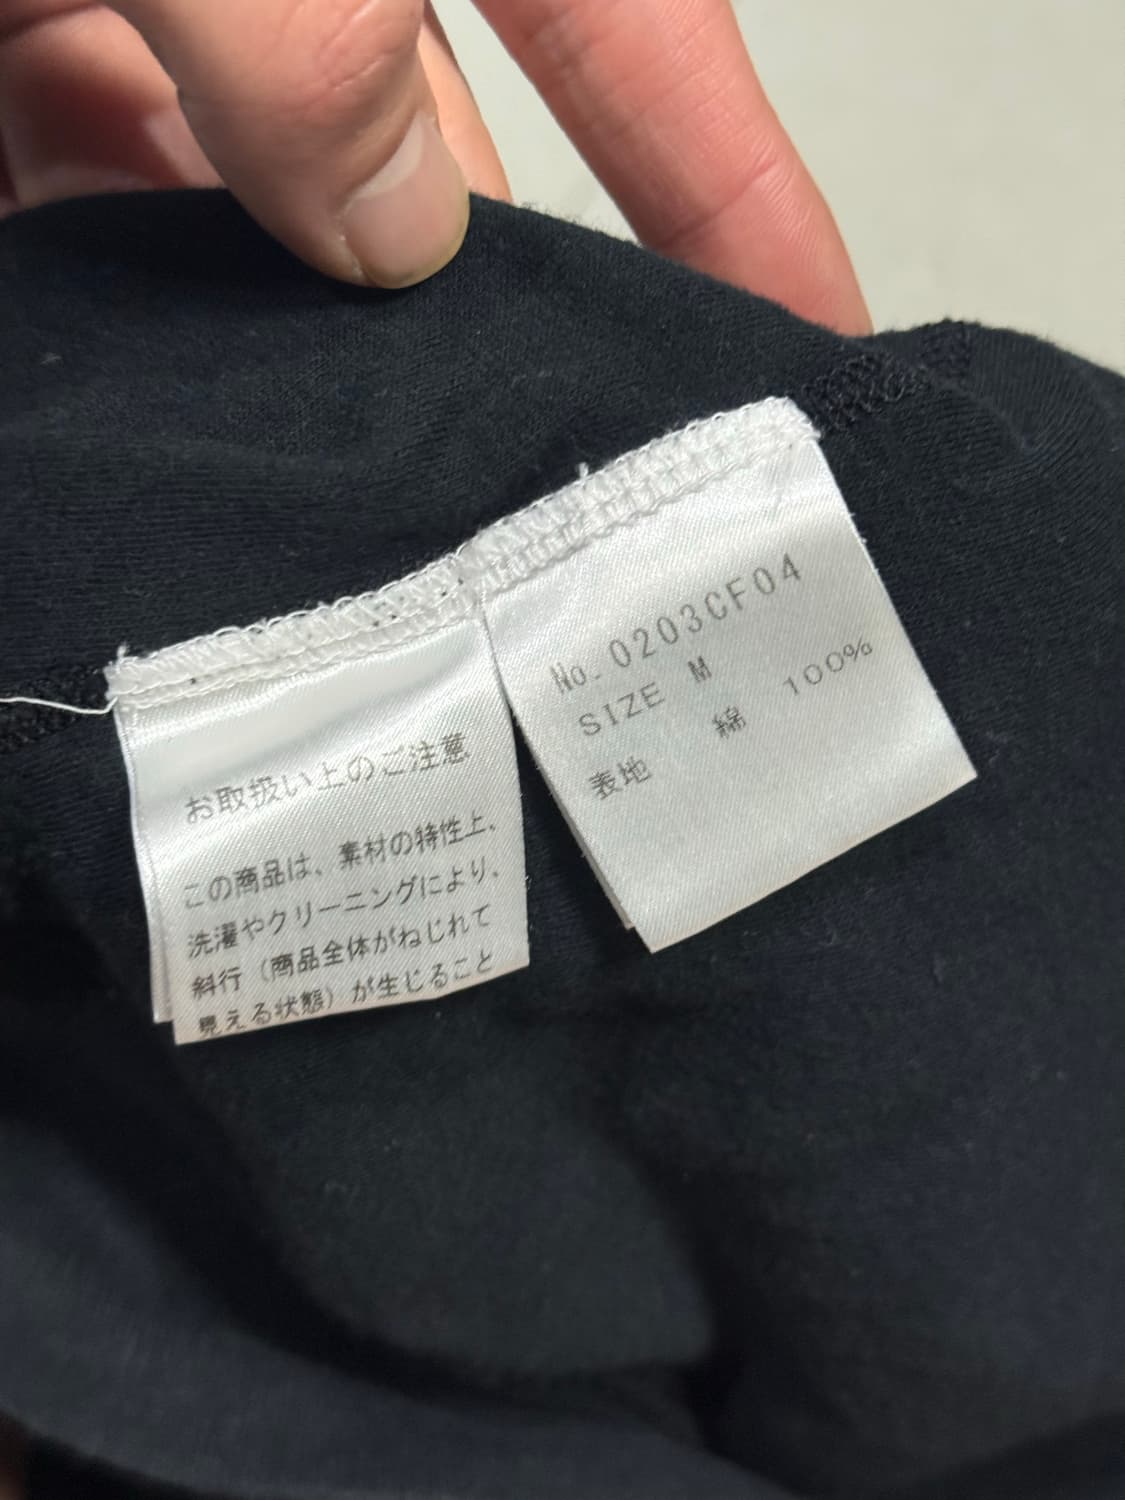 お取扱い上のご注意
この商品は、素材の特性上、
洗濯やクリーニングにより、
斜行（商品全体がねじれて
見える状態）が生じること
No. 0203CF04
SIZE M
表地 綿 100%